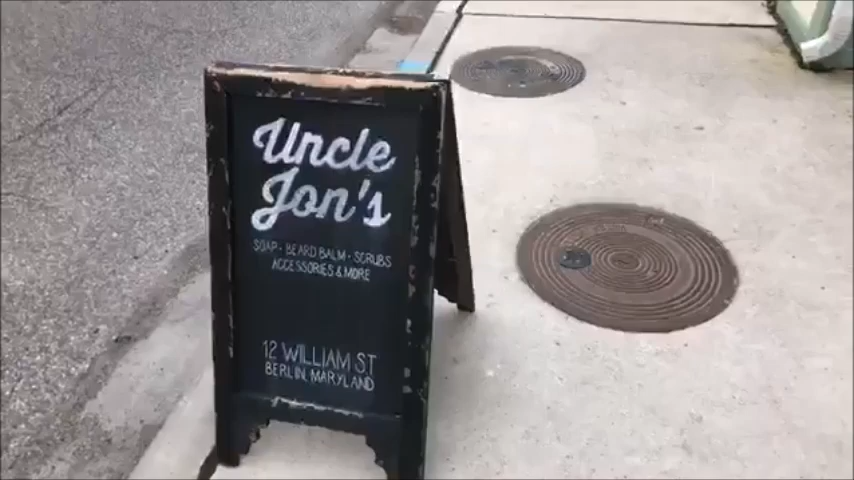 Uncle
Jon's
SOAP · BEARD BALM · SCRUBS
ACCESSORIES & MORE
12 WILLIAM ST
BERLIN, MARYLAND